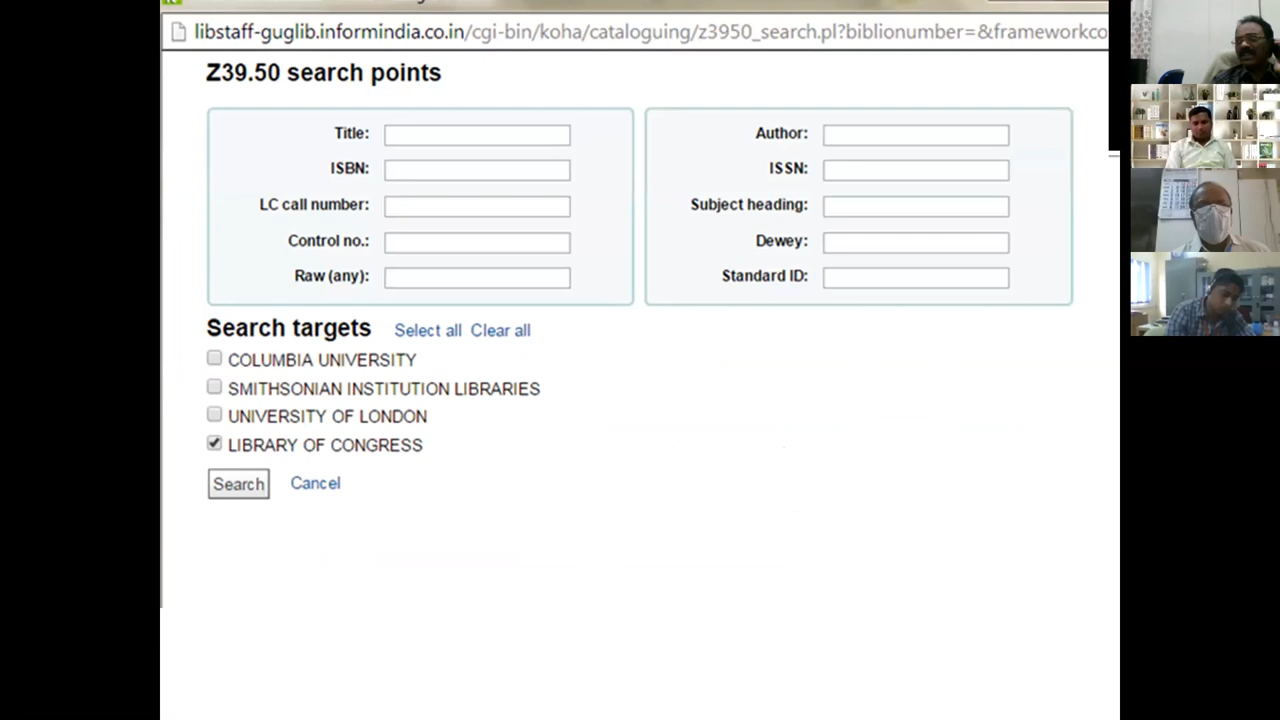 libstaff-guglib.informindia.co.in/cgi-bin/koha/cataloguing/z3950_search.pl?biblionumber=&frameworkco
Z39.50 search points
Title:
ISBN:
LC call number:
Control no.:
Raw (any):
Author:
ISSN:
Subject heading:
Dewey:
Standard ID:
Search targets Select all Clear all
COLUMBIA UNIVERSITY
SMITHSONIAN INSTITUTION LIBRARIES
UNIVERSITY OF LONDON
LIBRARY OF CONGRESS
Search Cancel